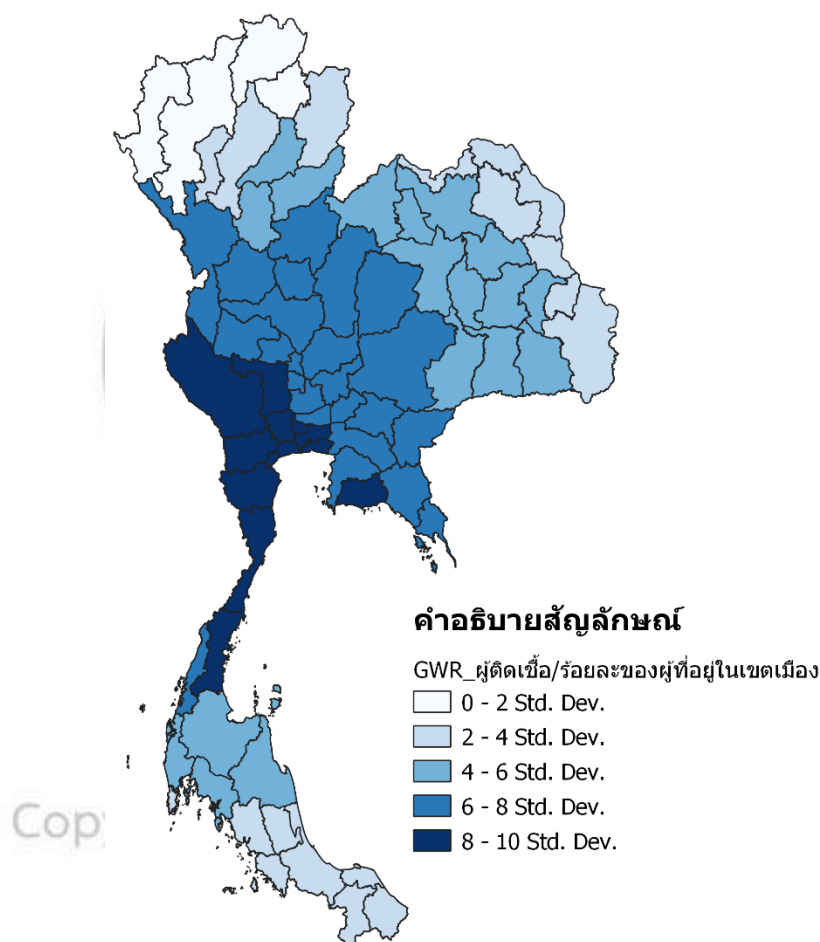 คำอธิบายสัญลักษณ์
GWR_ผู้ติดเชื้อ/ร้อยละของผู้ที่อยู่ในเขตเมือง
0 - 2 Std. Dev.
2 - 4 Std. Dev.
4 - 6 Std. Dev.
6 - 8 Std. Dev.
8 - 10 Std. Dev.
Cop